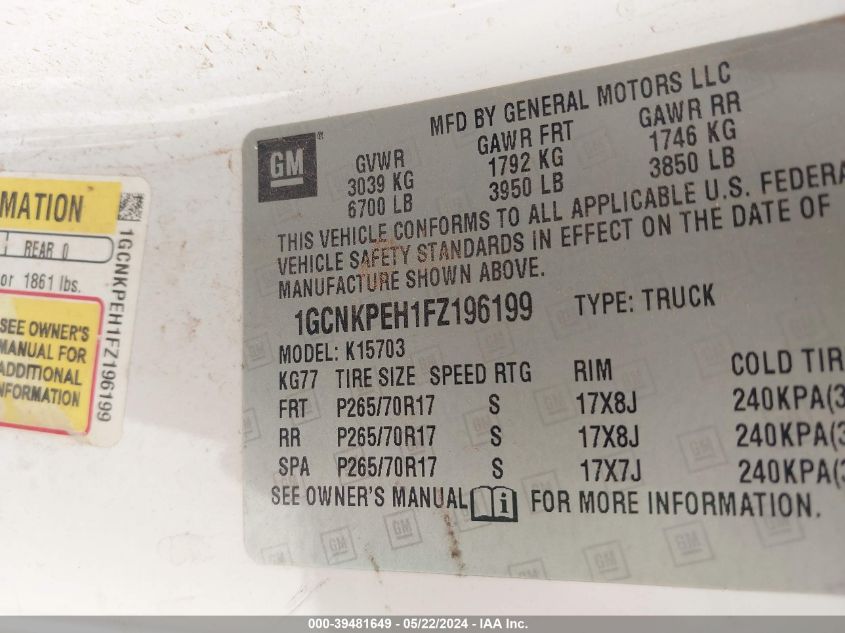 MATION
REAR 0
or 1861 lbs.
SEE OWNER'S
MANUAL FOR
ADDITIONAL
INFORMATION
1GCNKPEH1FZ196199
GM
MFD BY GENERAL MOTORS LLC
GVWR GAWR FRT GAWR RR
3039 KG 1792 KG 1746 KG
6700 LB 3950 LB 3850 LB
THIS VEHICLE CONFORMS TO ALL APPLICABLE U.S. FEDERA
VEHICLE SAFETY STANDARDS IN EFFECT ON THE DATE OF
MANUFACTURE SHOWN ABOVE.
1GCNKPEH1FZ196199 TYPE: TRUCK
MODEL: K15703
KG77 TIRE SIZE SPEED RTG RIM COLD TIR
FRT P265/70R17 S 17X8J 240KPA(3
RR P265/70R17 S 17X8J 240KPA(3
SPA P265/70R17 S 17X7J 240KPA(3
SEE OWNER'S MANUAL FOR MORE INFORMATION.
000-39481649 - 05/22/2024 - IAA Inc.